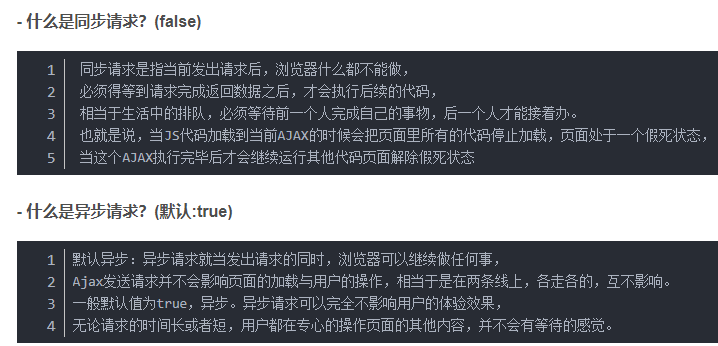 - 什么是同步请求？(false)
1 同步请求是指当前发出请求后，浏览器什么都不能做，
2 必须得等到请求完成返回数据之后，才会执行后续的代码，
3 相当于生活中的排队，必须等待前一个人完成自己的事物，后一个人才能接着办。
4 也就是说，当JS代码加载到当前AJAX的时候会把页面里所有的代码停止加载，页面处于一个假死状态，
5 当这个AJAX执行完毕后才会继续运行其他代码页面解除假死状态
- 什么是异步请求？(默认:true)
1 默认异步：异步请求就当发出请求的同时，浏览器可以继续做任何事，
2 Ajax发送请求并不会影响页面的加载与用户的操作，相当于是在两条线上，各走各的，互不影响。
3 一般默认值为true，异步。异步请求可以完全不影响用户的体验效果，
4 无论请求的时间长或者短，用户都在专心的操作页面的其他内容，并不会有等待的感觉。